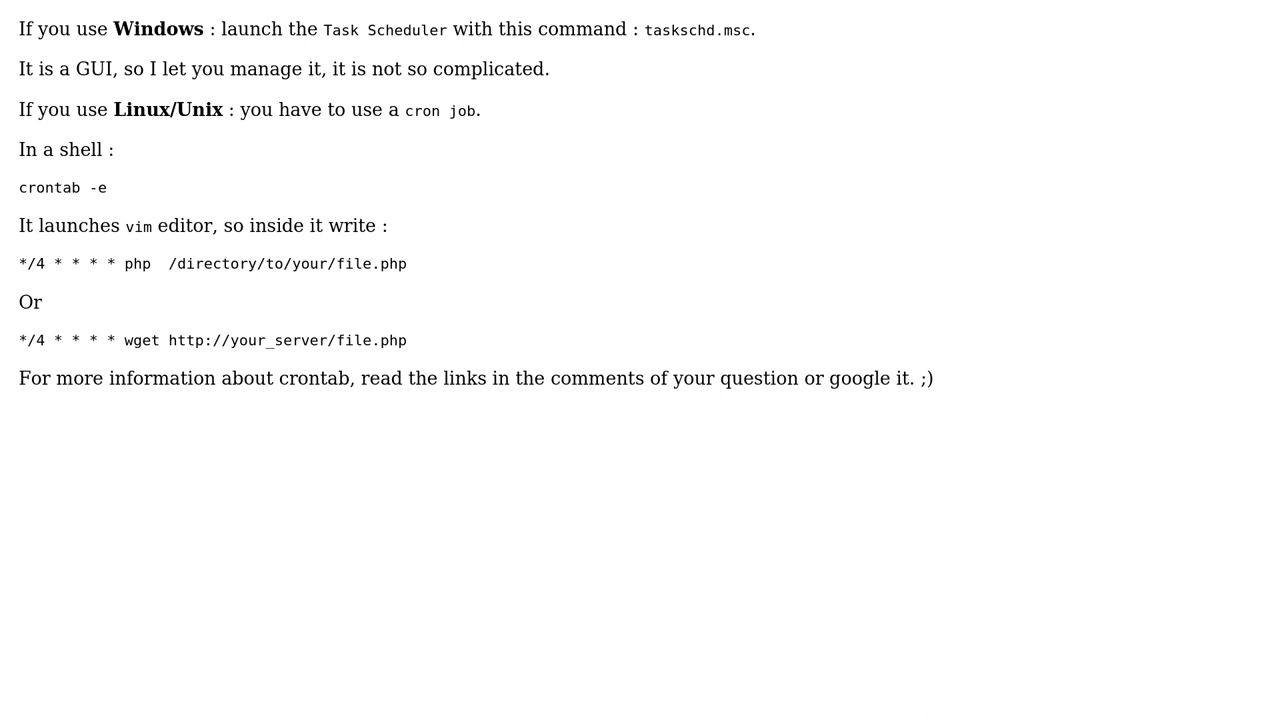 If you use Windows : launch the Task Scheduler with this command : taskschd.msc.
It is a GUI, so I let you manage it, it is not so complicated.
If you use Linux/Unix : you have to use a cron job.
In a shell :
crontab -e
It launches vim editor, so inside it write :
*/4 * * * * php  /directory/to/your/file.php
Or
*/4 * * * * wget http://your_server/file.php
For more information about crontab, read the links in the comments of your question or google it. ;)